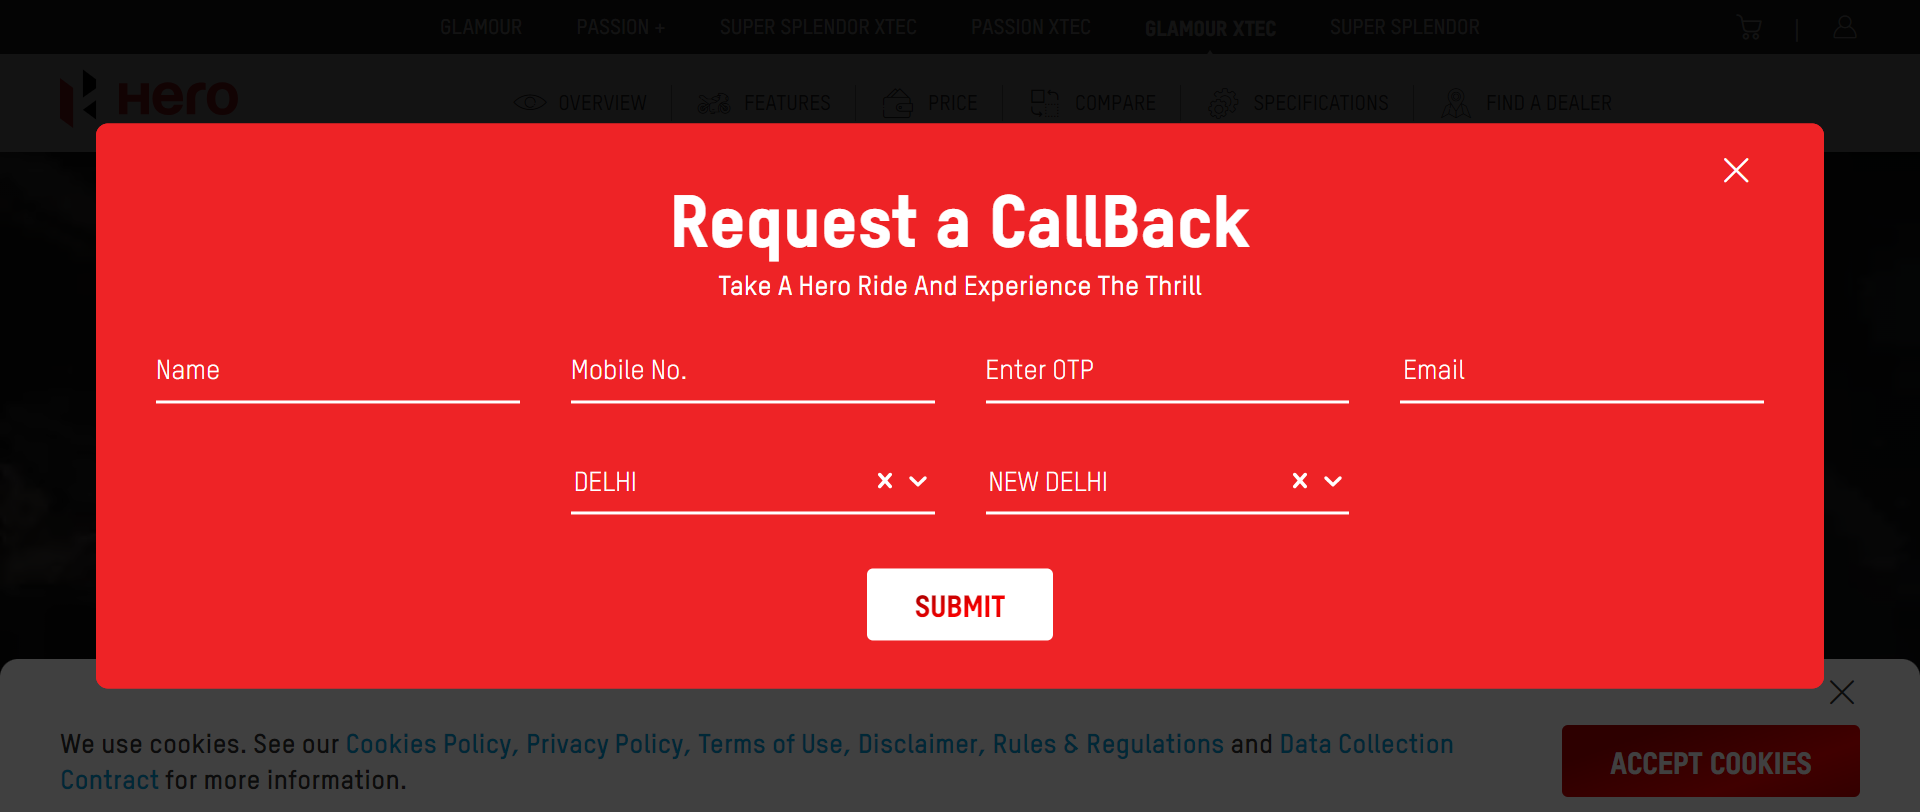 GLAMOUR PASSION + SUPER SPLENDOR XTEC PASSION XTEC GLAMOUR XTEC SUPER SPLENDOR
Hero OVERVIEW FEATURES PRICE COMPARE SPECIFICATIONS FIND A DEALER
Request a CallBack
Take A Hero Ride And Experience The Thrill
Name Mobile No. Enter OTP Email
DELHI NEW DELHI
SUBMIT
We use cookies. See our Cookies Policy, Privacy Policy, Terms of Use, Disclaimer, Rules & Regulations and Data Collection
Contract for more information.
ACCEPT COOKIES